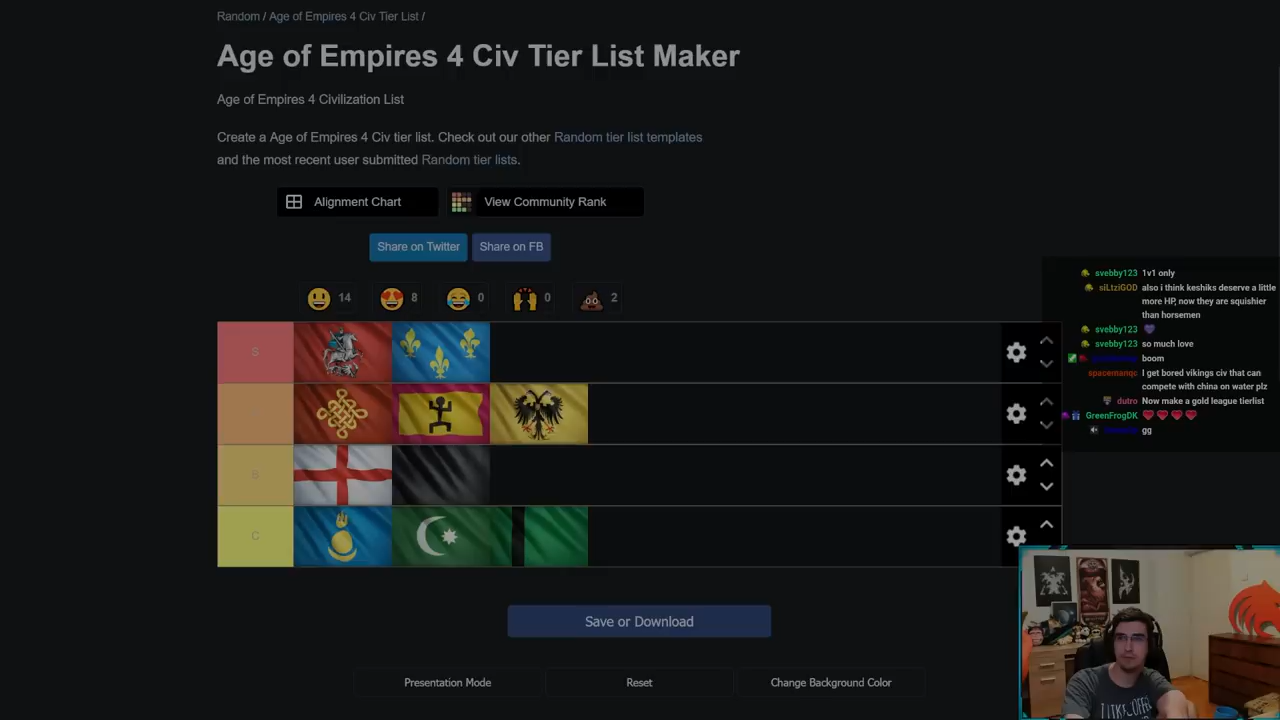 Random / Age of Empires 4 Civ Tier List /
Age of Empires 4 Civ Tier List Maker
Age of Empires 4 Civilization List
Create a Age of Empires 4 Civ tier list. Check out our other Random tier list templates
and the most recent user submitted Random tier lists.
Alignment Chart
View Community Rank
Share on Twitter
Share on FB
14
8
0
0
2
S
C
svebby123 1v1 only
siLtziGOD also i think keshiks deserve a little
more HP, now they are squishier
than horsemen
svebby123
svebby123 so much love
boom
spacemanqc I get bored vikings civ that can
compete with china on water plz
dutro Now make a gold league tierlist
GreenFrogDK
gg
Save or Download
Presentation Mode
Reset
Change Background Color